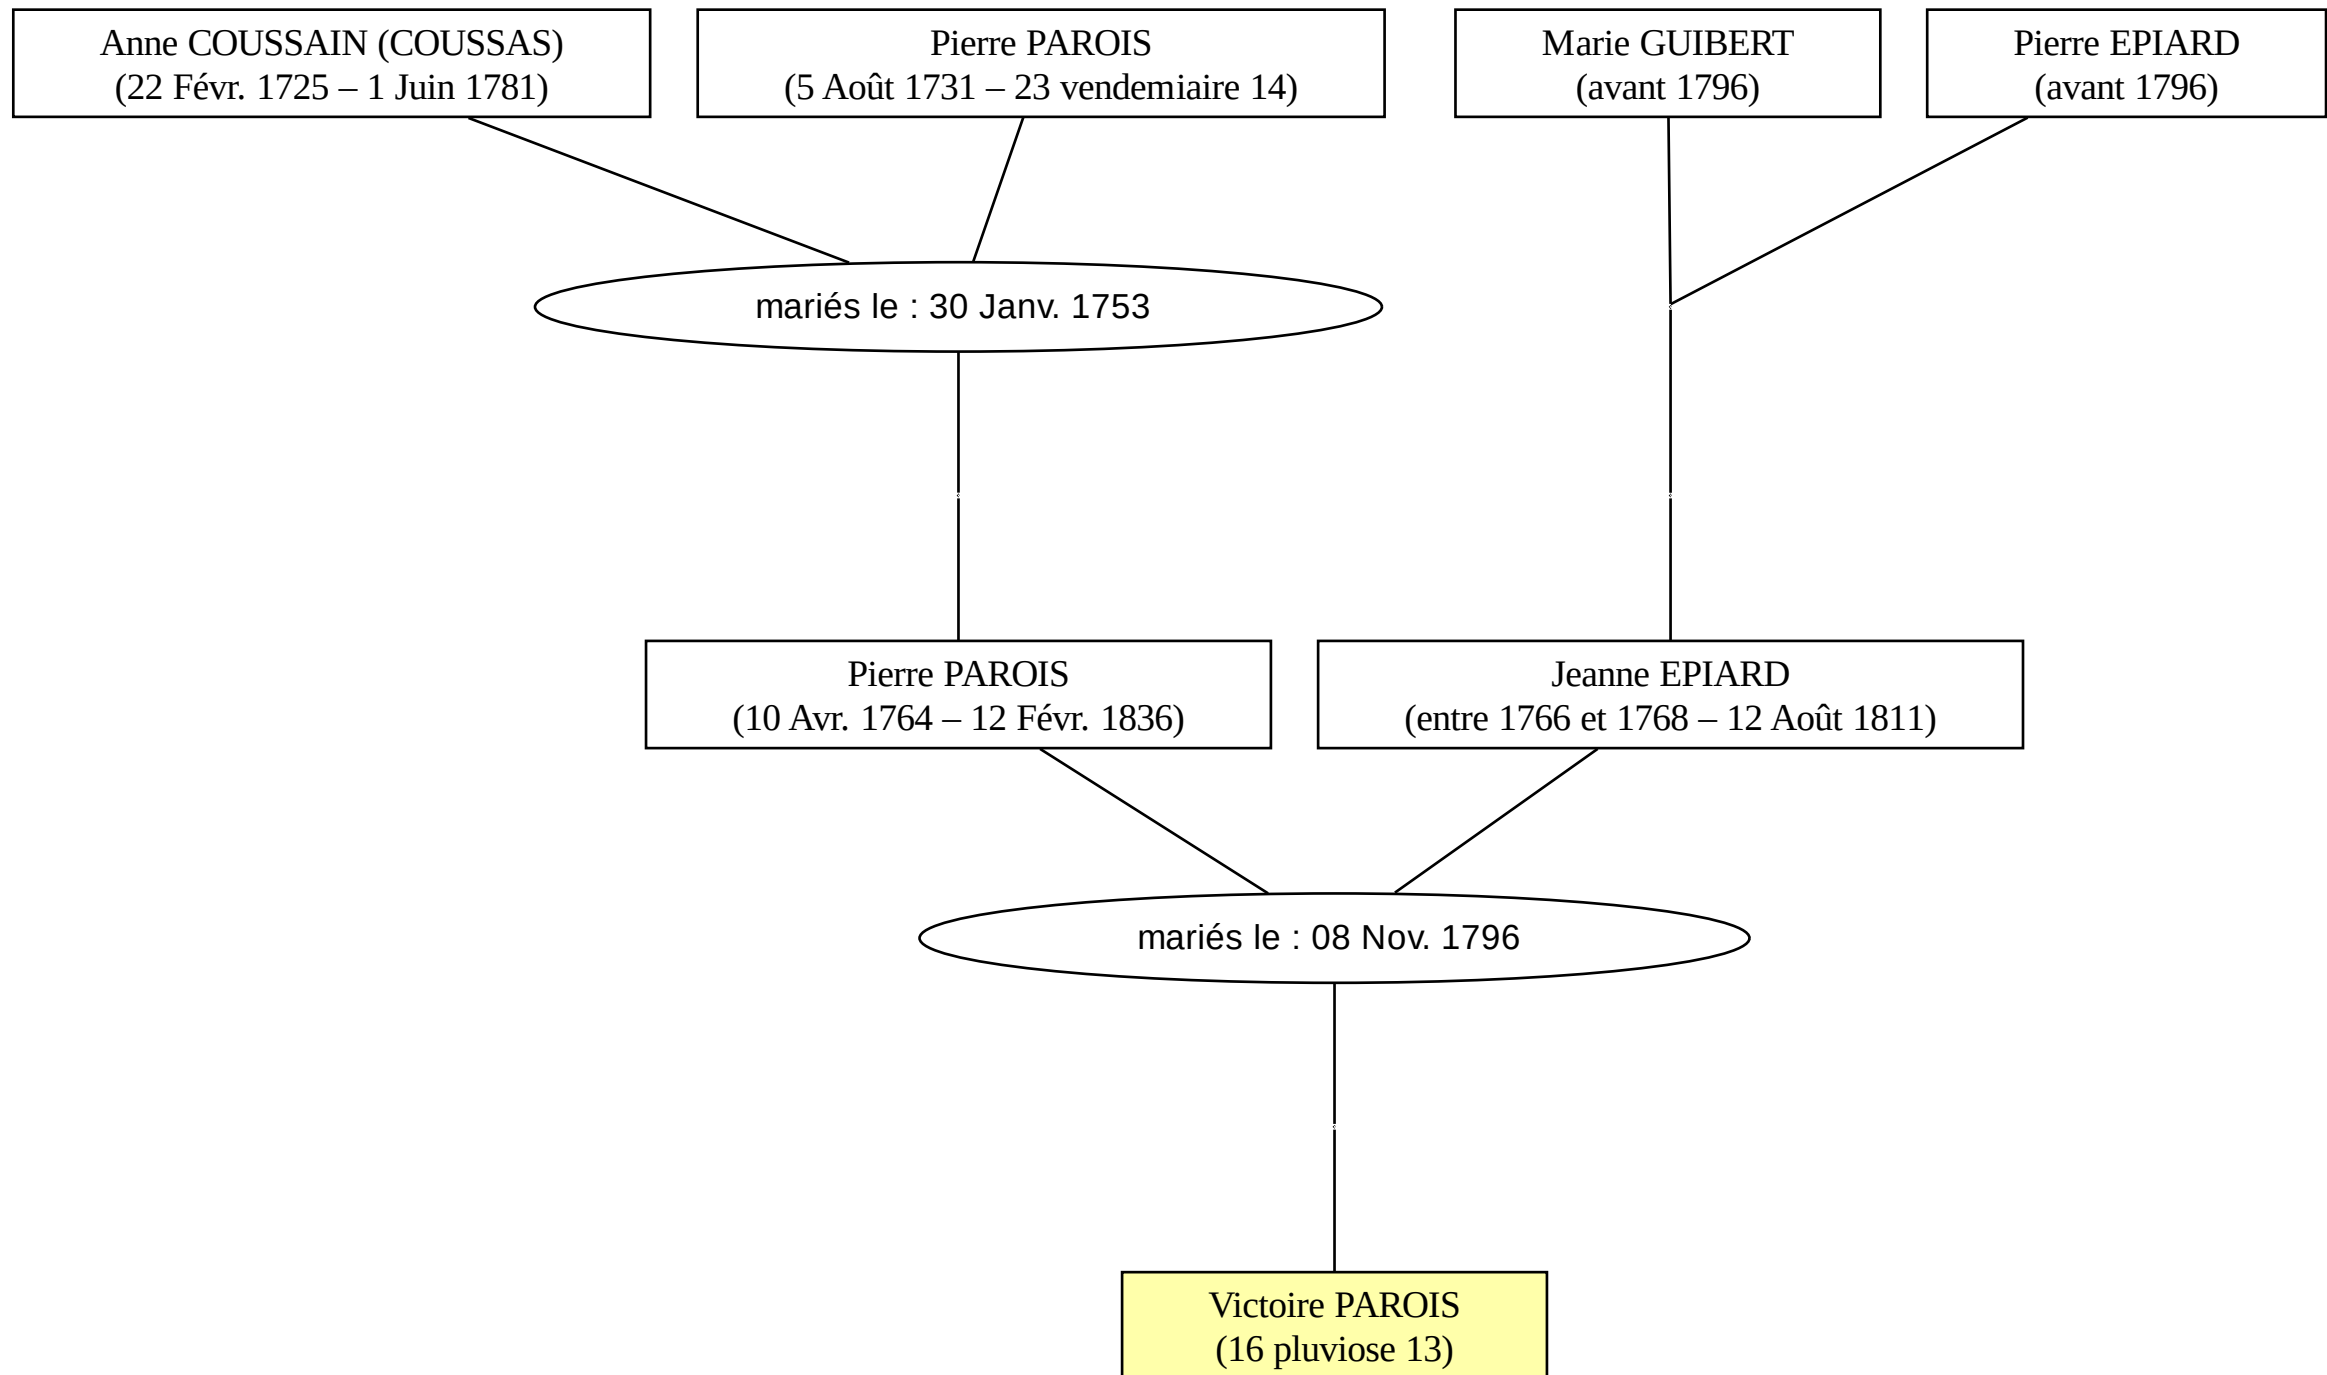 Anne COUSSAIN (COUSSAS)
(22 Févr. 1725 – 1 Juin 1781)
Pierre PAROIS
(5 Août 1731 – 23 vendemiaire 14)
Marie GUIBERT
(avant 1796)
Pierre EPIARD
(avant 1796)
mariés le : 30 Janv. 1753
Pierre PAROIS
(10 Avr. 1764 – 12 Févr. 1836)
Jeanne EPIARD
(entre 1766 et 1768 – 12 Août 1811)
mariés le : 08 Nov. 1796
Victoire PAROIS
(16 pluviose 13)